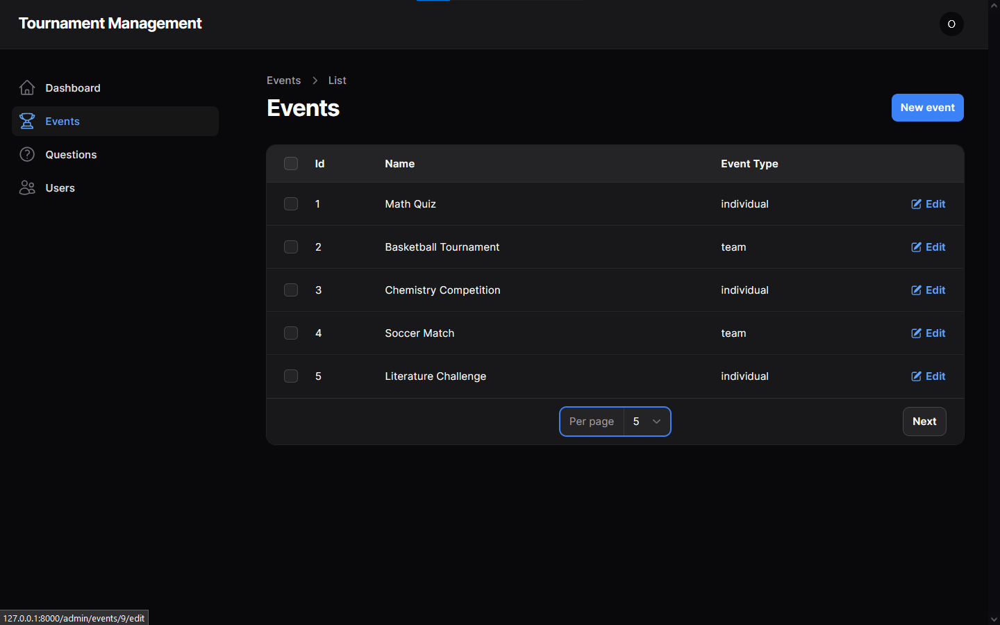 Tournament Management
O
Dashboard
Events
Questions
Users
Events > List
Events
New event
Id Name Event Type
1 Math Quiz individual Edit
2 Basketball Tournament team Edit
3 Chemistry Competition individual Edit
4 Soccer Match team Edit
5 Literature Challenge individual Edit
Per page 5
Next
127.0.0.1:8000/admin/events/9/edit